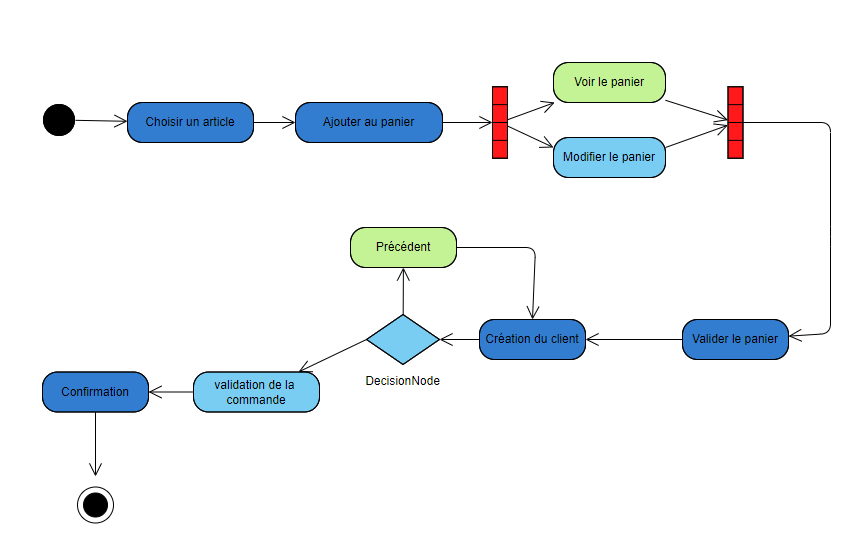 Voir le panier
Choisir un article
Ajouter au panier
Modifier le panier
Précédent
Création du client
Valider le panier
DecisionNode
validation de la
commande
Confirmation